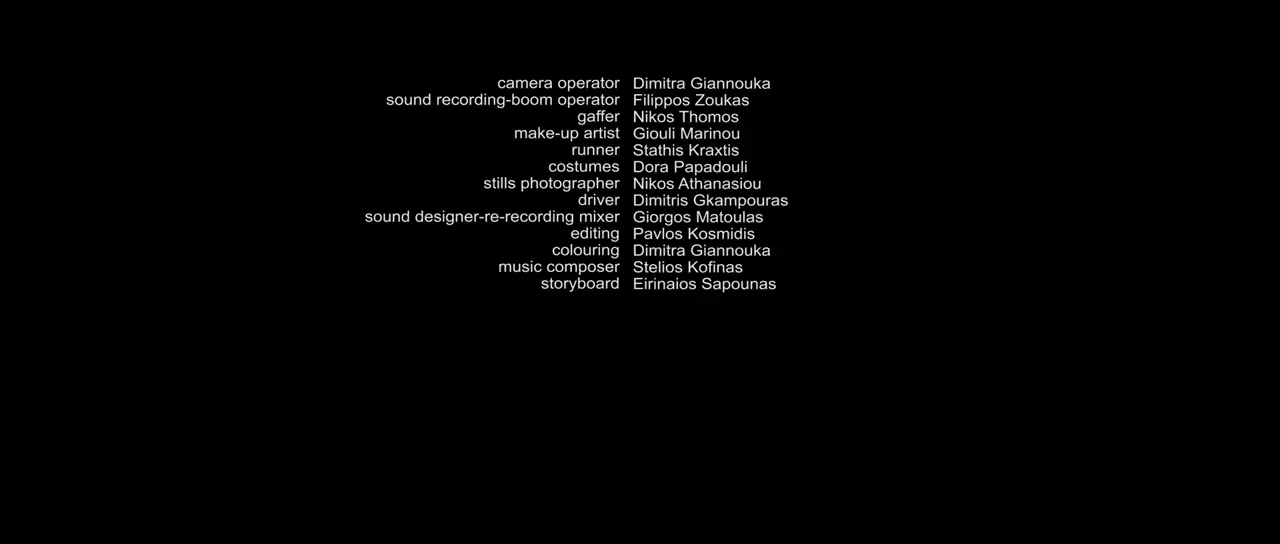 camera operator Dimitra Giannouka
sound recording-boom operator Filippos Zoukas
gaffer Nikos Thomos
make-up artist Giouli Marinou
runner Stathis Kraxtis
costumes Dora Papadouli
stills photographer Nikos Athanasiou
driver Dimitris Gkampouras
sound designer-re-recording mixer Giorgos Matoulas
editing Pavlos Kosmidis
colouring Dimitra Giannouka
music composer Stelios Kofinas
storyboard Eirinaios Sapounas